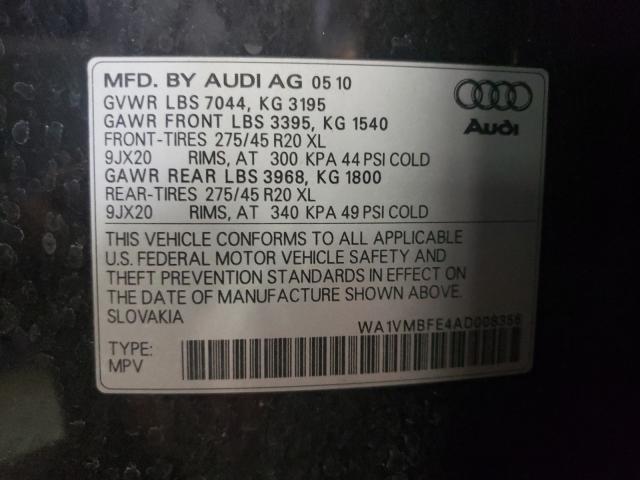 MFD. BY AUDI AG 05 10
GVWR LBS 7044, KG 3195
GAWR FRONT LBS 3395, KG 1540
FRONT-TIRES 275/45 R20 XL
9JX20 RIMS, AT 300 KPA 44 PSI COLD
GAWR REAR LBS 3968, KG 1800
REAR-TIRES 275/45 R20 XL
9JX20 RIMS, AT 340 KPA 49 PSI COLD
Audi
THIS VEHICLE CONFORMS TO ALL APPLICABLE
U.S. FEDERAL MOTOR VEHICLE SAFETY AND
THEFT PREVENTION STANDARDS IN EFFECT ON
THE DATE OF MANUFACTURE SHOWN ABOVE.
SLOVAKIA
WA1VMBFE4AD008356
TYPE:
MPV